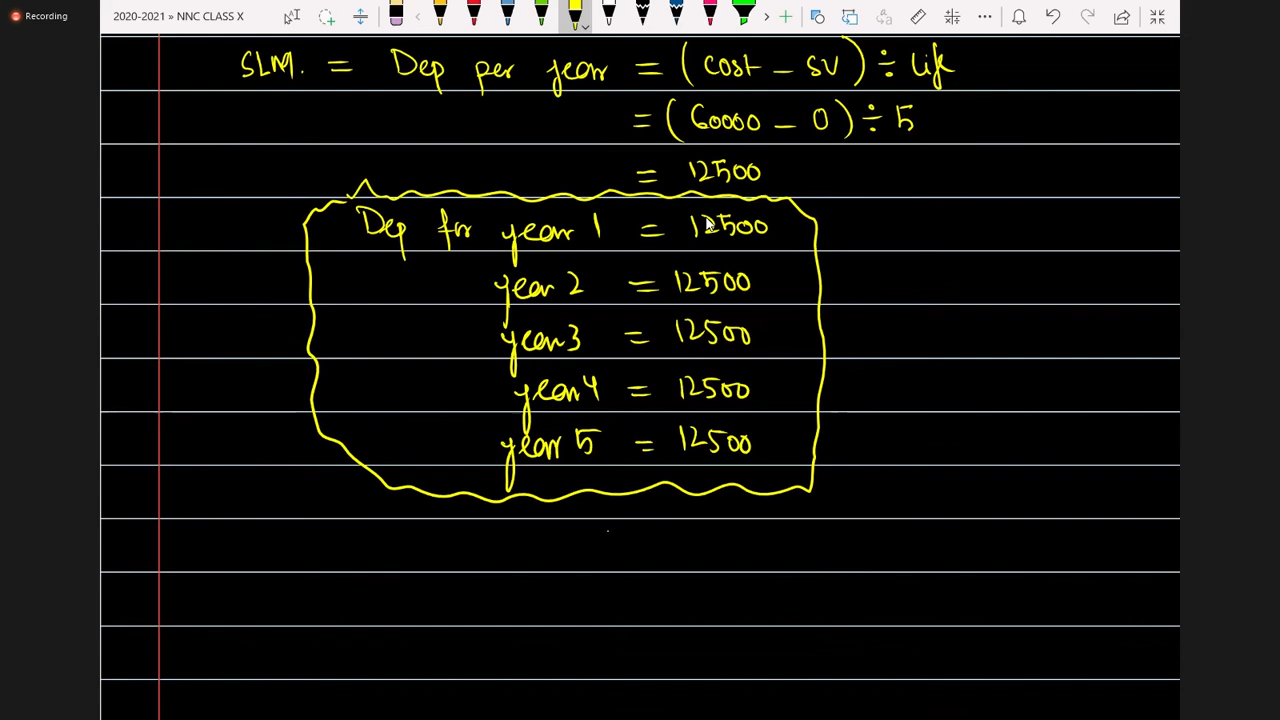 Recording
2020-2021 » NNC CLASS X
SLM. = Dep per year = (cost - SV) ÷ life
= (60000 - 0) ÷ 5
= 12500
Dep for year 1 = 12500
year 2 = 12500
year 3 = 12500
year 4 = 12500
year 5 = 12500